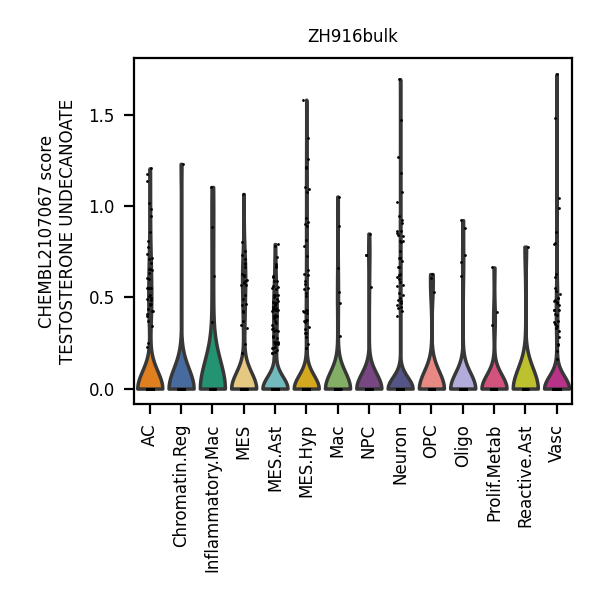 ZH916bulk
CHEMBL2107067 score
TESTOSTERONE UNDECANOATE
1.5
1.0
0.5
0.0
AC
Chromatin.Reg
Inflammatory.Mac
MES
MES.Ast
MES.Hyp
Mac
NPC
Neuron
OPC
Oligo
Prolif.Metab
Reactive.Ast
Vasc